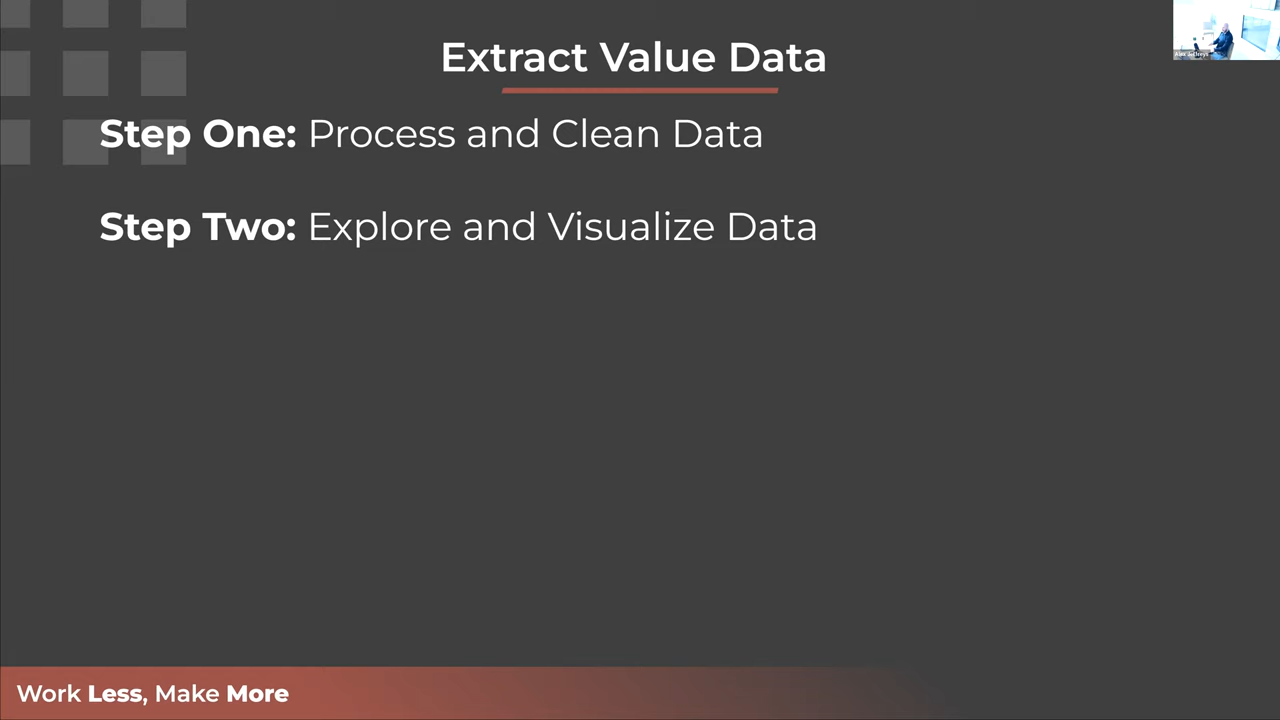 Extract Value Data
Step One: Process and Clean Data
Step Two: Explore and Visualize Data
Work Less, Make More